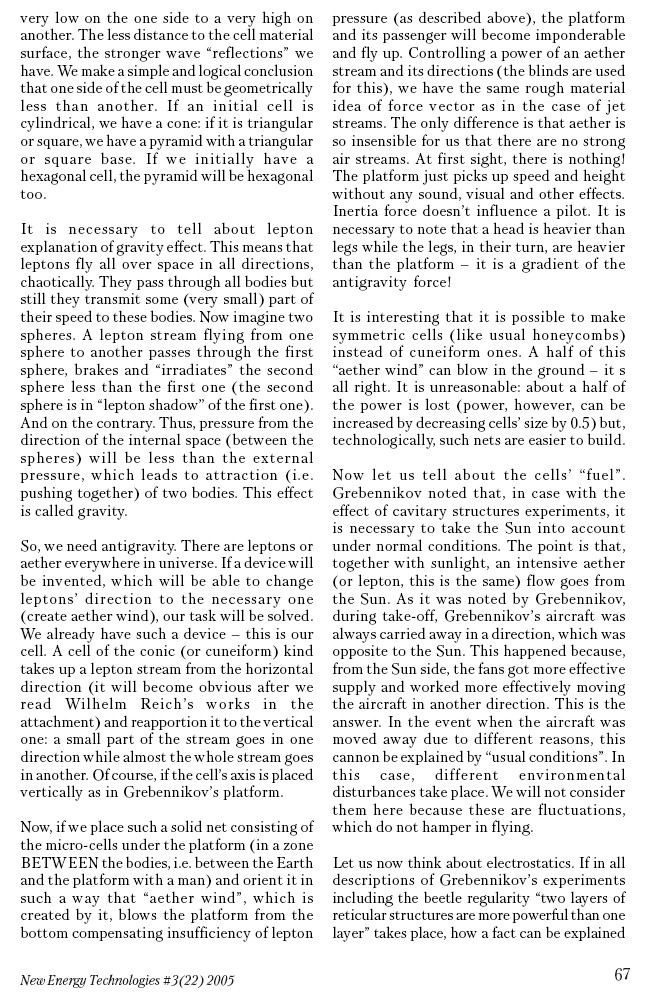 very low on the one side to a very high on
another. The less distance to the cell material
surface, the stronger wave “reflections” we
have. We make a simple and logical conclusion
that one side of the cell must be geometrically
less than another. If an initial cell is
cylindrical, we have a cone: if it is triangular
or square, we have a pyramid with a triangular
or square base. If we initially have a
hexagonal cell, the pyramid will be hexagonal
too.

It is necessary to tell about lepton
explanation of gravity effect. This means that
leptons fly all over space in all directions,
chaotically. They pass through all bodies but
still they transmit some (very small) part of
their speed to these bodies. Now imagine two
spheres. A lepton stream flying from one
sphere to another passes through the first
sphere, brakes and “irradiates” the second
sphere less than the first one (the second
sphere is in “lepton shadow” of the first one).
And on the contrary. Thus, pressure from the
direction of the internal space (between the
spheres) will be less than the external
pressure, which leads to attraction (i.e.
pushing together) of two bodies. This effect
is called gravity.

So, we need antigravity. There are leptons or
aether everywhere in universe. If a device will
be invented, which will be able to change
leptons’ direction to the necessary one
(create aether wind), our task will be solved.
We already have such a device – this is our
cell. A cell of the conic (or cuneiform) kind
takes up a lepton stream from the horizontal
direction (it will become obvious after we
read Wilhelm Reich’s works in the
attachment) and reapportion it to the vertical
one: a small part of the stream goes in one
direction while almost the whole stream goes
in another. Of course, if the cell’s axis is placed
vertically as in Grebennikov’s platform.

Now, if we place such a solid net consisting of
the micro-cells under the platform (in a zone
BETWEEN the bodies, i.e. between the Earth
and the platform with a man) and orient it in
such a way that “aether wind”, which is
created by it, blows the platform from the
bottom compensating insufficiency of lepton

pressure (as described above), the platform
and its passenger will become imponderable
and fly up. Controlling a power of an aether
stream and its directions (the blinds are used
for this), we have the same rough material
idea of force vector as in the case of jet
streams. The only difference is that aether is
so insensible for us that there are no strong
air streams. At first sight, there is nothing!
The platform just picks up speed and height
without any sound, visual and other effects.
Inertia force doesn’t influence a pilot. It is
necessary to note that a head is heavier than
legs while the legs, in their turn, are heavier
than the platform – it is a gradient of the
antigravity force!

It is interesting that it is possible to make
symmetric cells (like usual honeycombs)
instead of cuneiform ones. A half of this
“aether wind” can blow in the ground – it s
all right. It is unreasonable: about a half of
the power is lost (power, however, can be
increased by decreasing cells’ size by 0.5) but,
technologically, such nets are easier to build.

Now let us tell about the cells’ “fuel”.
Grebennikov noted that, in case with the
effect of cavitary structures experiments, it
is necessary to take the Sun into account
under normal conditions. The point is that,
together with sunlight, an intensive aether
(or lepton, this is the same) flow goes from
the Sun. As it was noted by Grebennikov,
during take-off, Grebennikov’s aircraft was
always carried away in a direction, which was
opposite to the Sun. This happened because,
from the Sun side, the fans got more effective
supply and worked more effectively moving
the aircraft in another direction. This is the
answer. In the event when the aircraft was
moved away due to different reasons, this
cannon be explained by “usual conditions”. In
this case, different environmental
disturbances take place. We will not consider
them here because these are fluctuations,
which do not hamper in flying.

Let us now think about electrostatics. If in all
descriptions of Grebennikov’s experiments
including the beetle regularity “two layers of
reticular structures are more powerful than one
layer” takes place, how a fact can be explained

New Energy Technologies #3(22) 2005
67